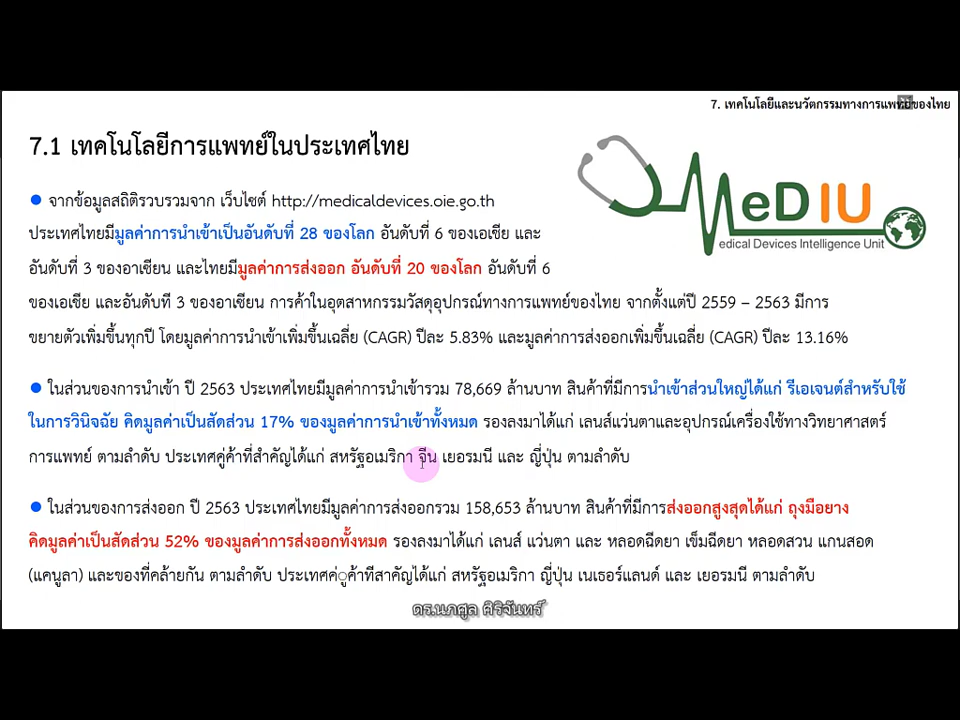 7. เทคโนโลยีและนวัตกรรมทางการแพทย์ของไทย
7.1 เทคโนโลยีการแพทย์ในประเทศไทย
MeDIU
Medical Devices Intelligence Unit
● จากข้อมูลสถิติรวบรวมจาก เว็บไซต์ http://medicaldevices.oie.go.th
ประเทศไทยมีมูลค่าการนำเข้าเป็นอันดับที่ 28 ของโลก อันดับที่ 6 ของเอเชีย และ
อันดับที่ 3 ของอาเซียน และไทยมีมูลค่าการส่งออก อันดับที่ 20 ของโลก อันดับที่ 6
ของเอเชีย และอันดับที 3 ของอาเซียน การค้าในอุตสาหกรรมวัสดุอุปกรณ์ทางการแพทย์ของไทย จากตั้งแต่ปี 2559 – 2563 มีการ
ขยายตัวเพิ่มขึ้นทุกปี โดยมูลค่าการนำเข้าเพิ่มขึ้นเฉลี่ย (CAGR) ปีละ 5.83% และมูลค่าการส่งออกเพิ่มขึ้นเฉลี่ย (CAGR) ปีละ 13.16%
● ในส่วนของการนำเข้า ปี 2563 ประเทศไทยมีมูลค่าการนำเข้ารวม 78,669 ล้านบาท สินค้าที่มีการนำเข้าส่วนใหญ่ได้แก่ รีเอเจนต์สำหรับใช้
ในการวินิจฉัย คิดมูลค่าเป็นสัดส่วน 17% ของมูลค่าการนำเข้าทั้งหมด รองลงมาได้แก่ เลนส์แว่นตาและอุปกรณ์เครื่องใช้ทางวิทยาศาสตร์
การแพทย์ ตามลำดับ ประเทศคู่ค้าที่สำคัญได้แก่ สหรัฐอเมริกา จีน เยอรมนี และ ญี่ปุ่น ตามลำดับ
● ในส่วนของการส่งออก ปี 2563 ประเทศไทยมีมูลค่าการส่งออกรวม 158,653 ล้านบาท สินค้าที่มีการส่งออกสูงสุดได้แก่ ถุงมือยาง
คิดมูลค่าเป็นสัดส่วน 52% ของมูลค่าการส่งออกทั้งหมด รองลงมาได้แก่ เลนส์ แว่นตา และ หลอดฉีดยา เข็มฉีดยา หลอดสวน แกนสอด
(แคนูลา) และของที่คล้ายกัน ตามลำดับ ประเทศคู่ค้าทีสาคัญได้แก่ สหรัฐอเมริกา ญี่ปุ่น เนเธอร์แลนด์ และ เยอรมนี ตามลำดับ
ดร.นภศูล ศิริจันทร์